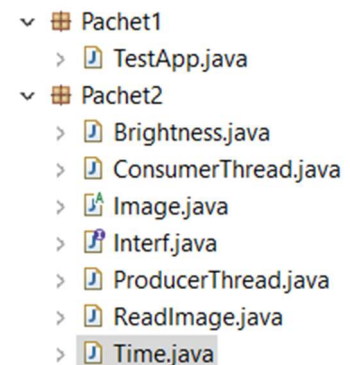 Pachet1
TestApp.java
Pachet2
Brightness.java
ConsumerThread.java
Image.java
Interf.java
ProducerThread.java
ReadImage.java
Time.java